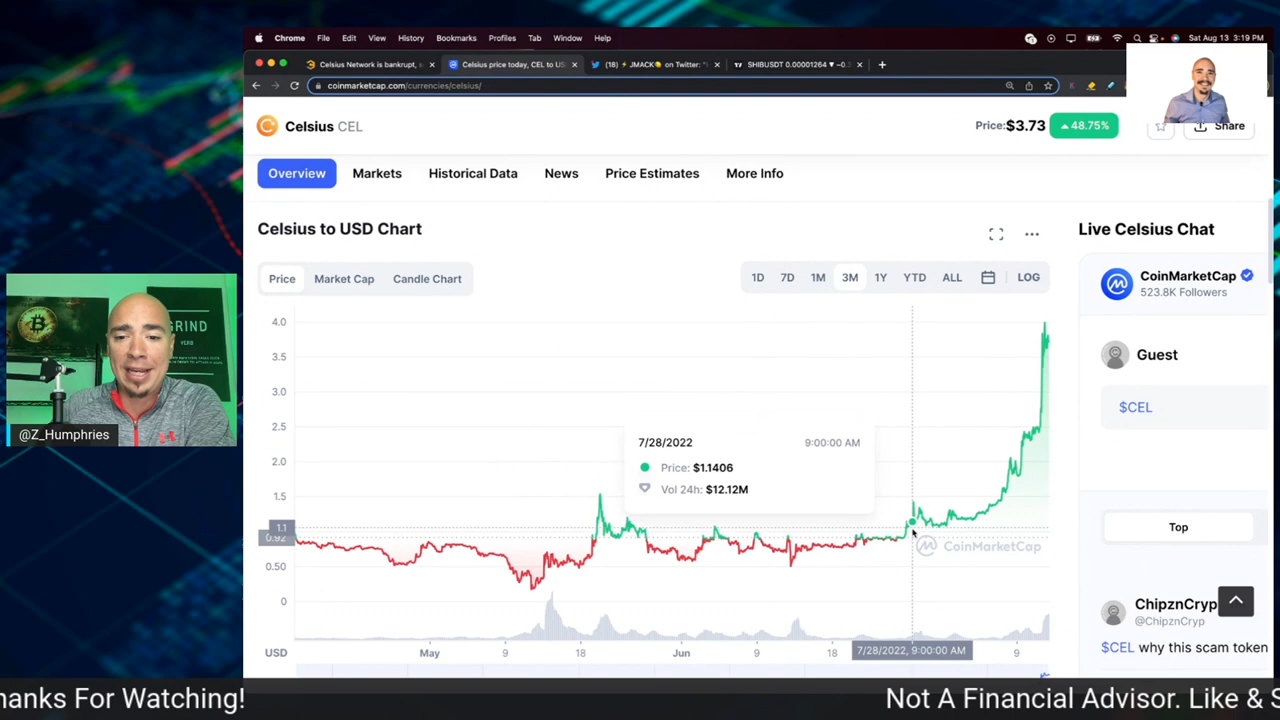 Chrome File Edit View History Bookmarks Profiles Tab Window Help
Sat Aug 13 3:19 PM
Celsius Network is bankrupt, s
Celsius price today, CEL to US
(18) ⚡ JMACK on Twitter: "
SHIBUSDT 0.00001264 ▼ −0.
coinmarketcap.com/currencies/celsius/
Celsius CEL
Price: $3.73 48.75%
Share
Overview Markets Historical Data News Price Estimates More Info
Celsius to USD Chart
Live Celsius Chat
Price Market Cap Candle Chart
1D 7D 1M 3M 1Y YTD ALL LOG
CoinMarketCap
523.8K Followers
Guest
$CEL
Top
ChipznCryp
@ChipznCryp
$CEL why this scam token
4.0
3.5
3.0
2.5
2.0
1.5
1.1
0.92
0.50
0
7/28/2022 9:00:00 AM
Price: $1.1406
Vol 24h: $12.12M
CoinMarketCap
USD May 9 18 Jun 9 18 7/28/2022, 9:00:00 AM 9
GRIND
VERB
@Z_Humphries
hanks For Watching!
Not A Financial Advisor. Like & S